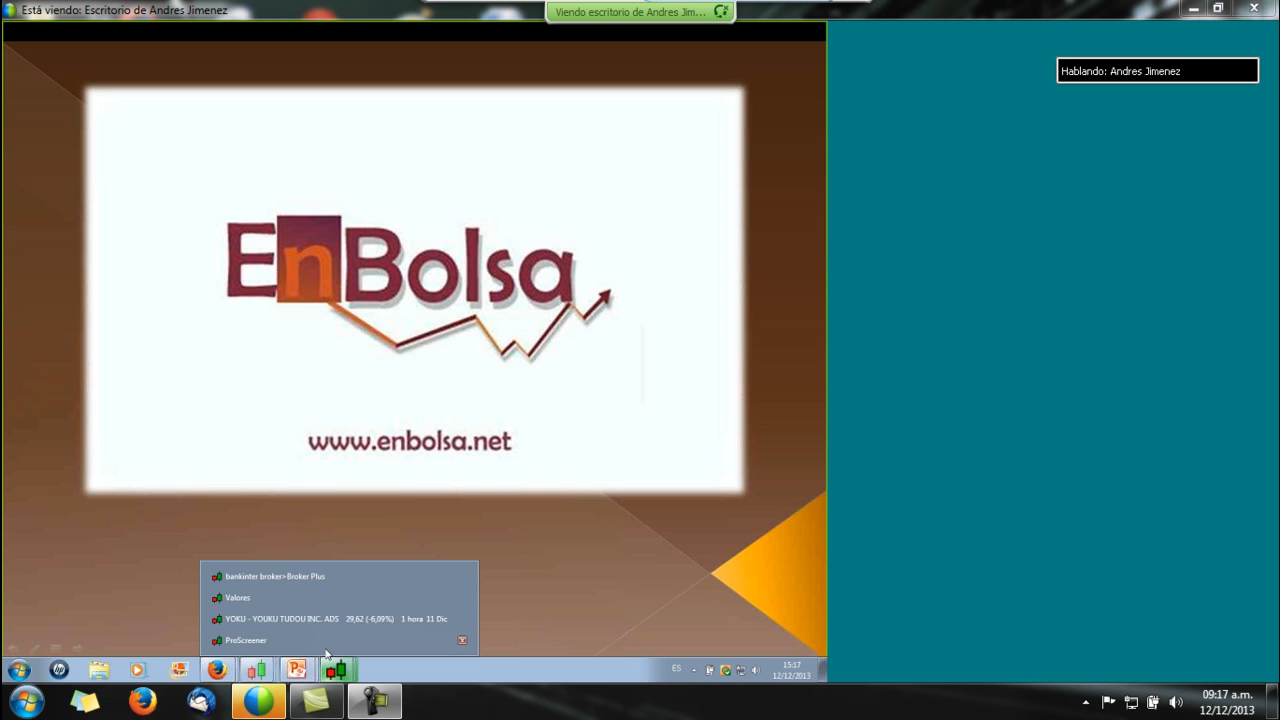 Está viendo: Escritorio de Andres Jimenez
Viendo escritorio de Andres Jim...
Hablando: Andres Jimenez
EnBolsa
www.enbolsa.net
bankinter broker>Broker Plus
Valores
YOKU - YOUKU TUDOU INC. ADS 29,62 (-6,09%) 1 hora 11 Dic
ProScreener
ES
15:17
12/12/2013
09:17 a.m.
12/12/2013